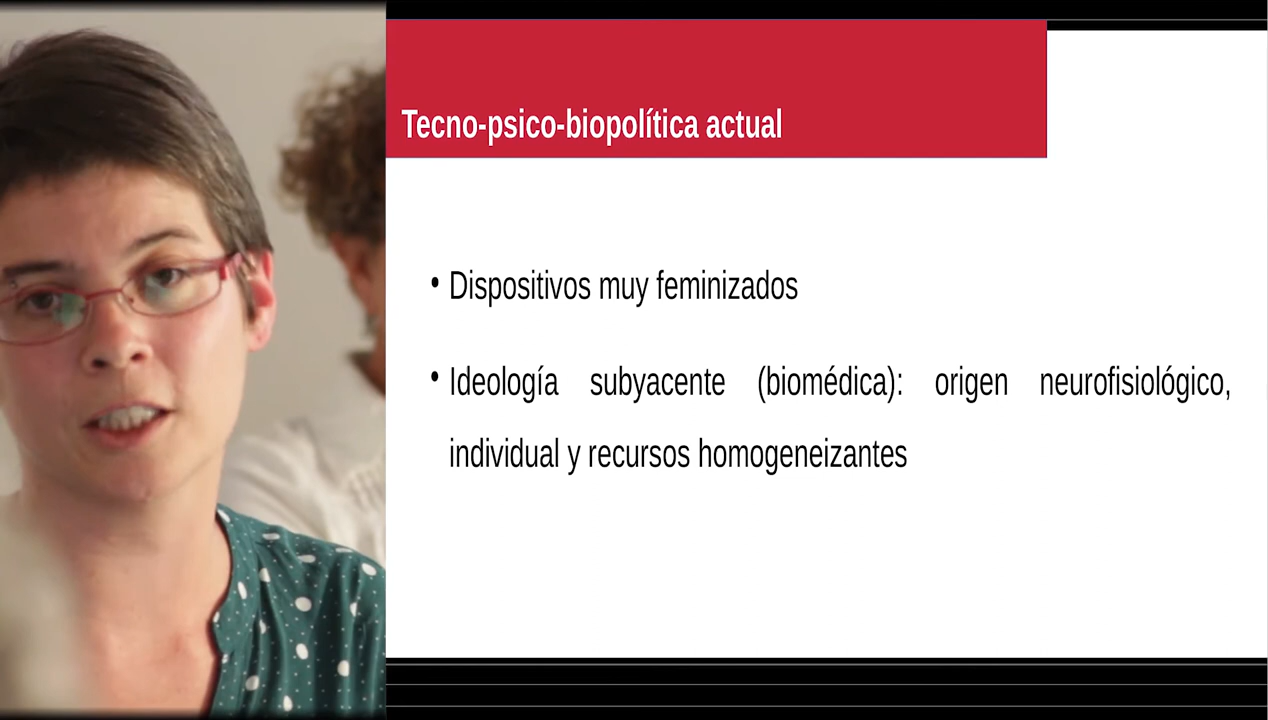 Tecno-psico-biopolítica actual
• Dispositivos muy feminizados
• Ideología subyacente (biomédica): origen neurofisiológico,
individual y recursos homogeneizantes